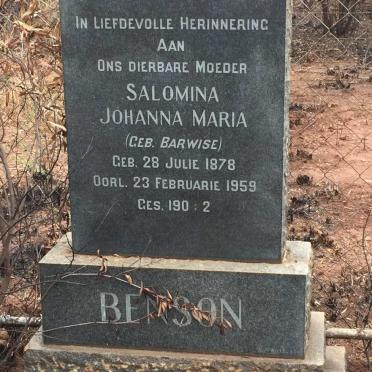 In Liefdevolle Herinnering
Aan
Ons dierbare Moeder
Salomina
Johanna Maria
(Geb. Barwise)
Geb. 28 Julie 1878
Oorl. 23 Februarie 1959
Ges. 190 : 2
Benson